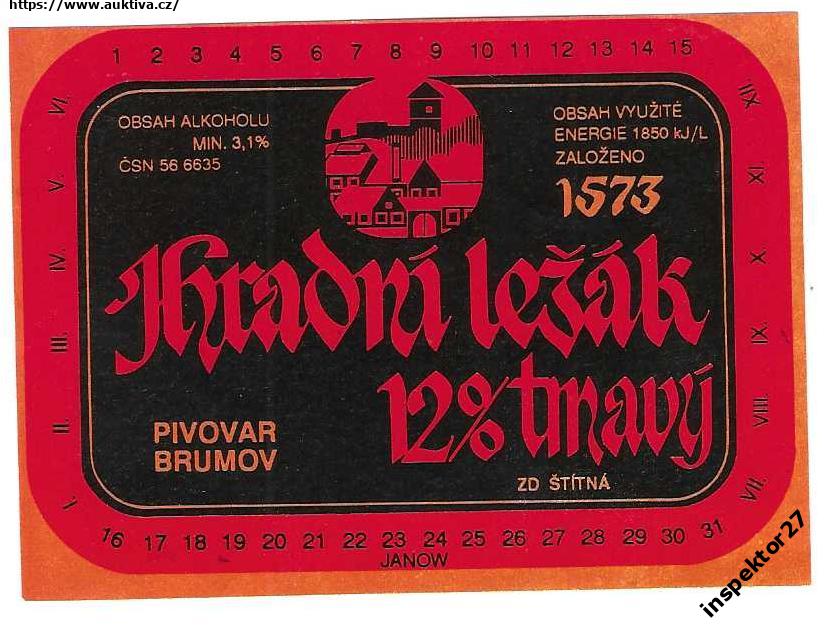 https://www.auktiva.cz/
1 2 3 4 5 6 7 8 9 10 11 12 13 14 15
OBSAH ALKOHOLU
MIN. 3,1%
ČSN 56 6635
OBSAH VYUŽITÉ
ENERGIE 1850 kJ/L
ZALOŽENO
1573
Hradní ležák
12% tmavý
PIVOVAR
BRUMOV
ZD ŠTÍTNÁ
I II. III. IV. V. VI.
VII. VIII. IX. X XI. XII.
16 17 18 19 20 21 22 23 24 25 26 27 28 29 30 31
JANOW
inspektor27